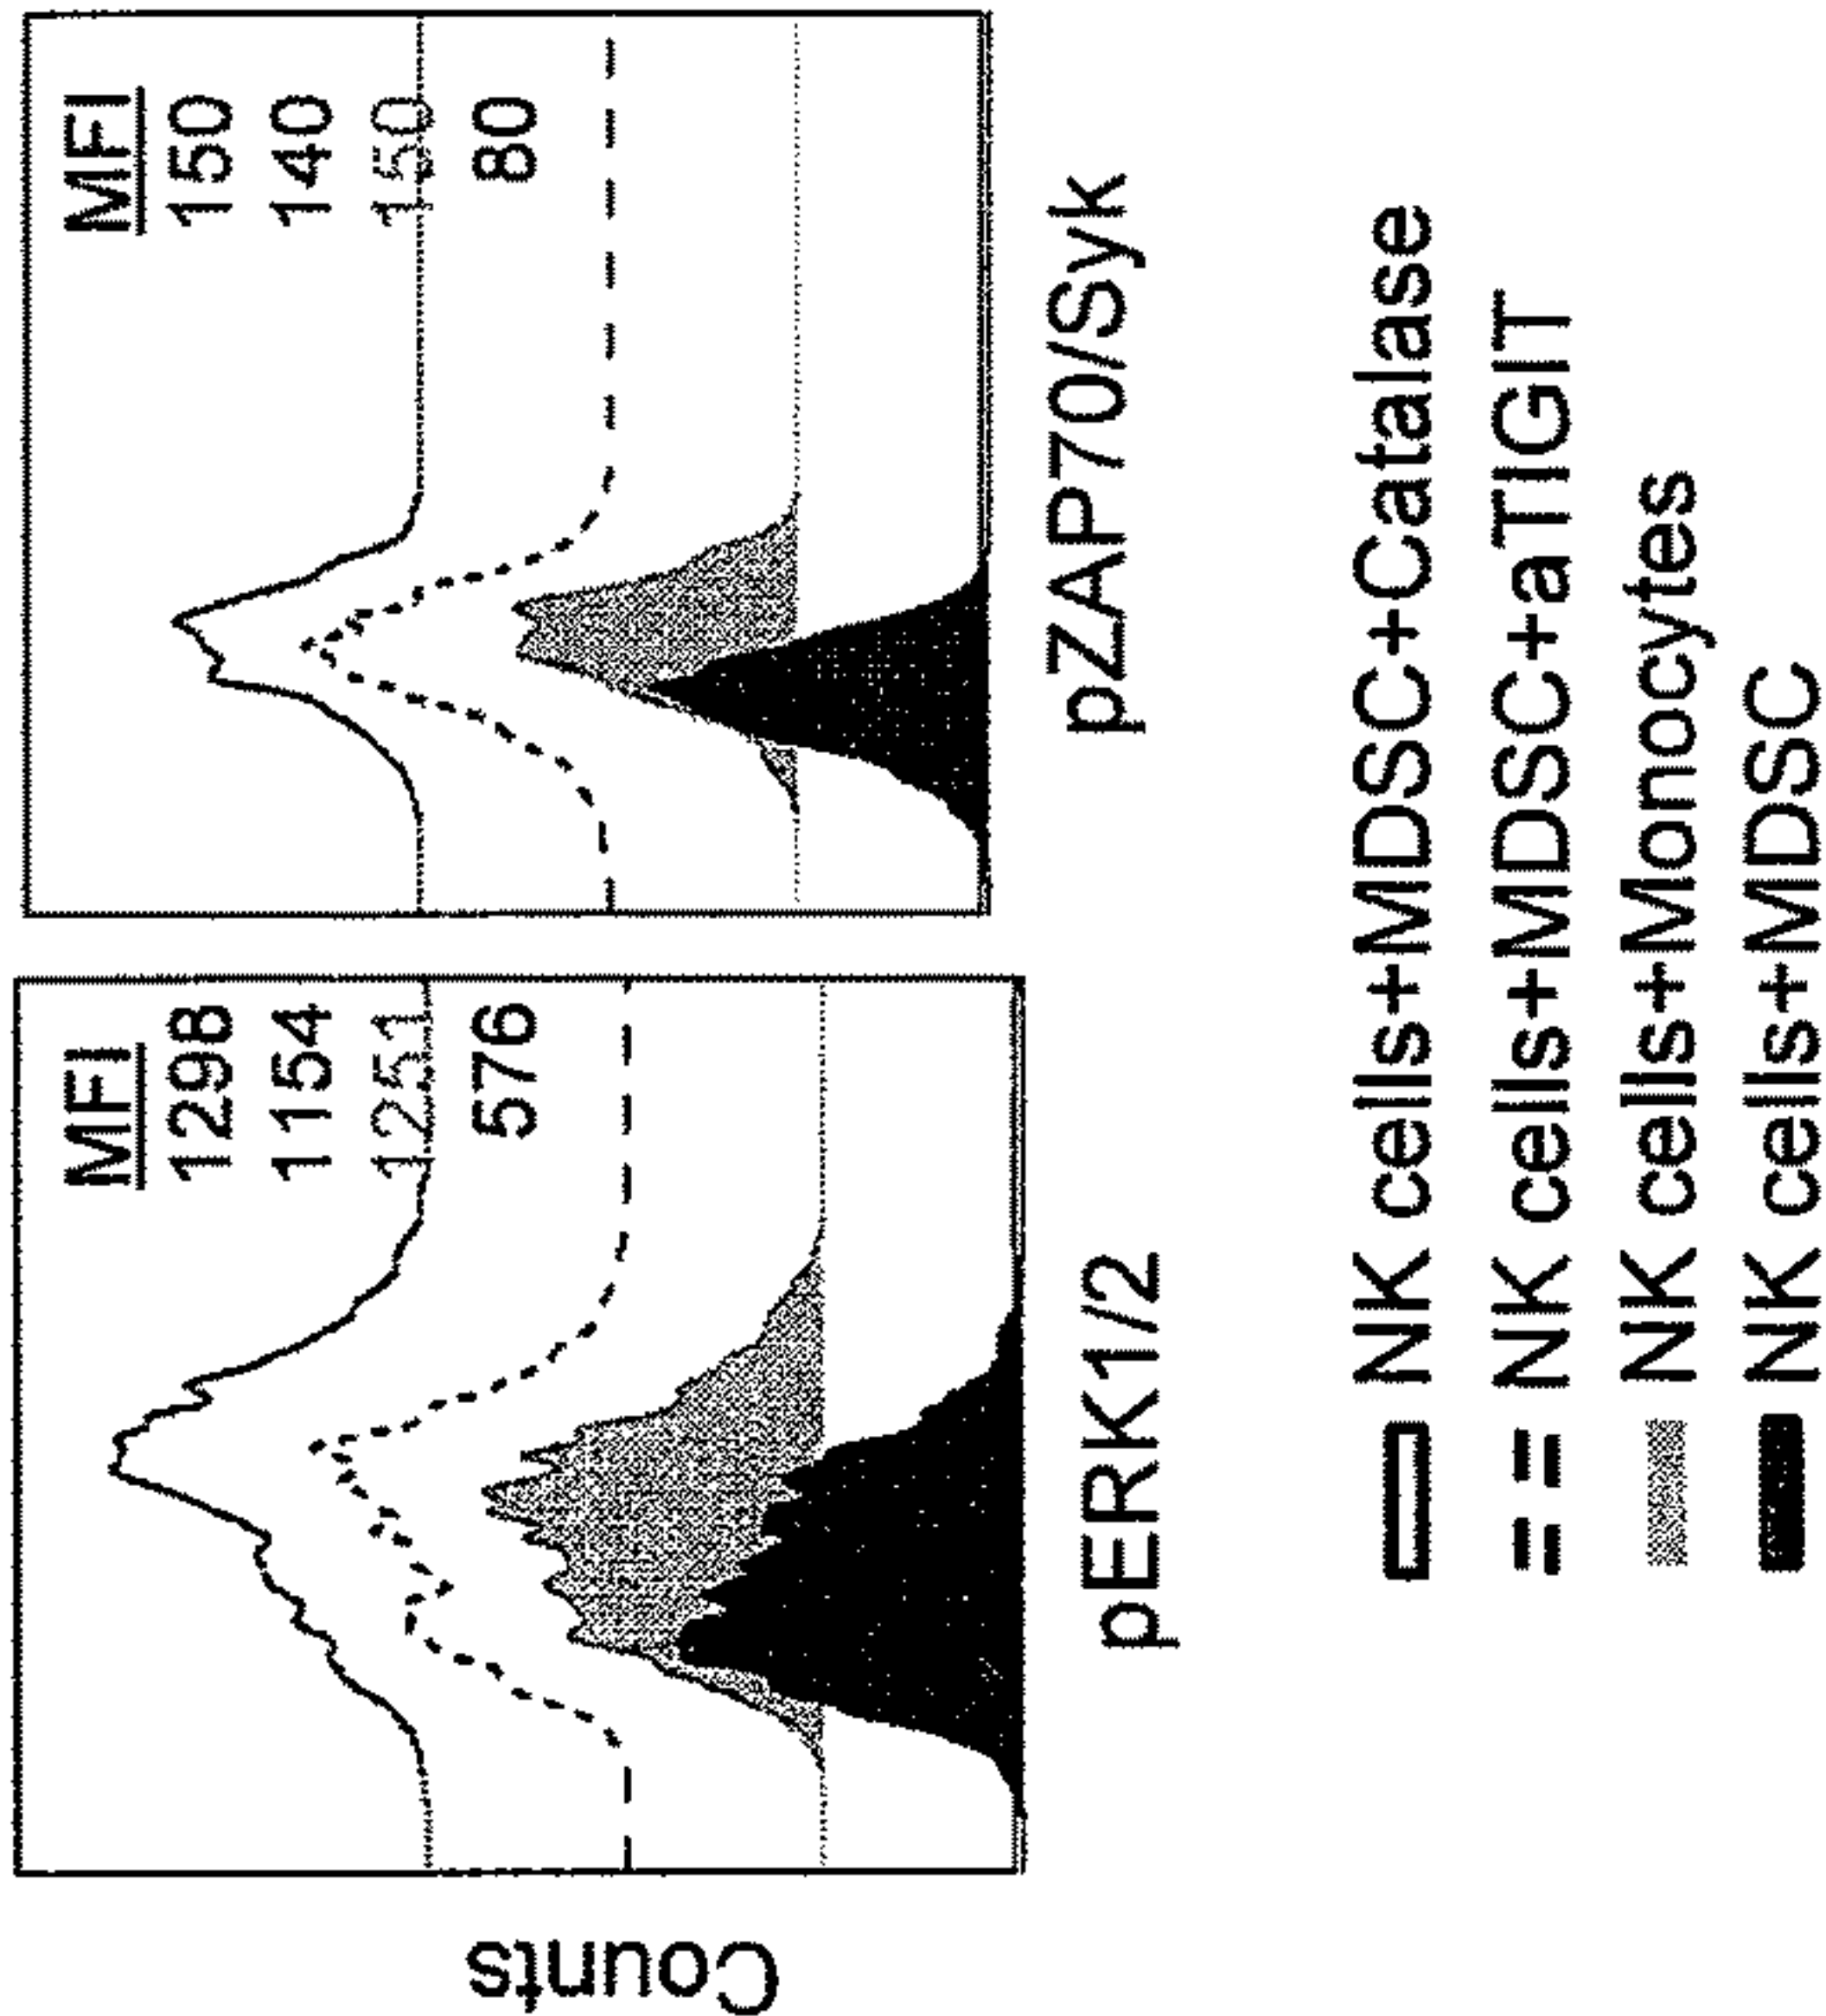 Counts
MFI
1298
1154
1251
576
pERK1/2
MFI
150
140
150
80
pZAP70/Syk
NK cells+MDSC+Catalase
NK cells+MDSC+aTIGIT
NK cells+Monocytes
NK cells+MDSC